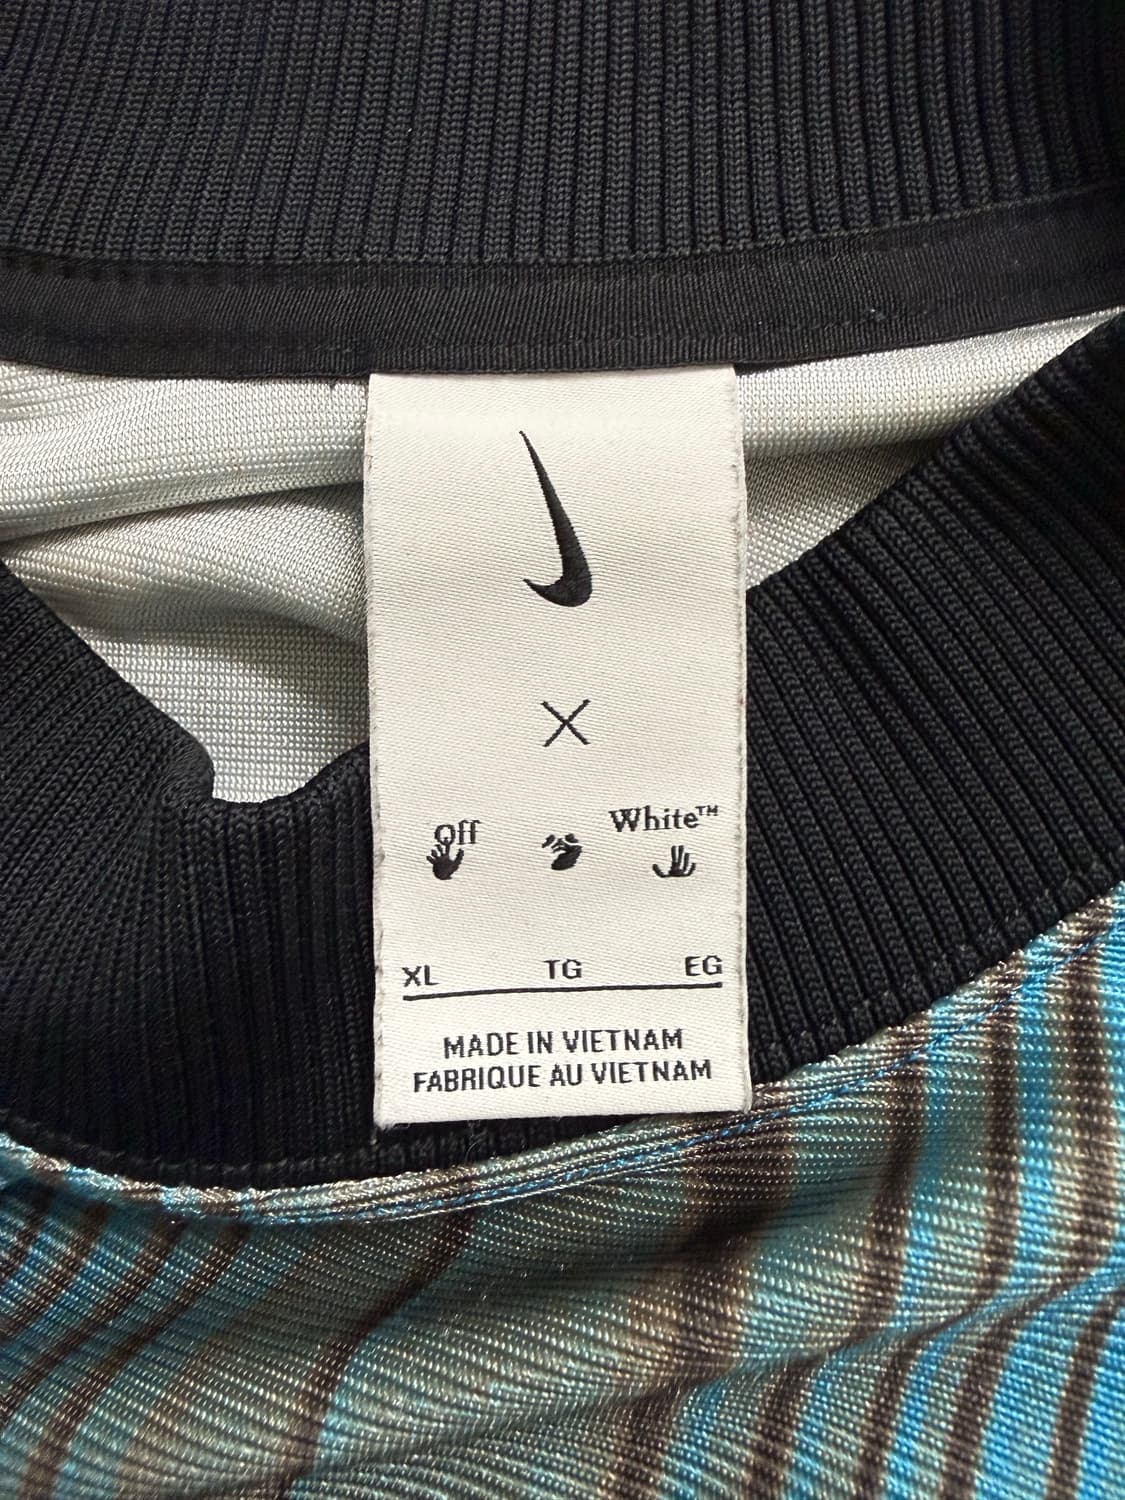 X
Off White™
XL TG EG
MADE IN VIETNAM
FABRIQUE AU VIETNAM